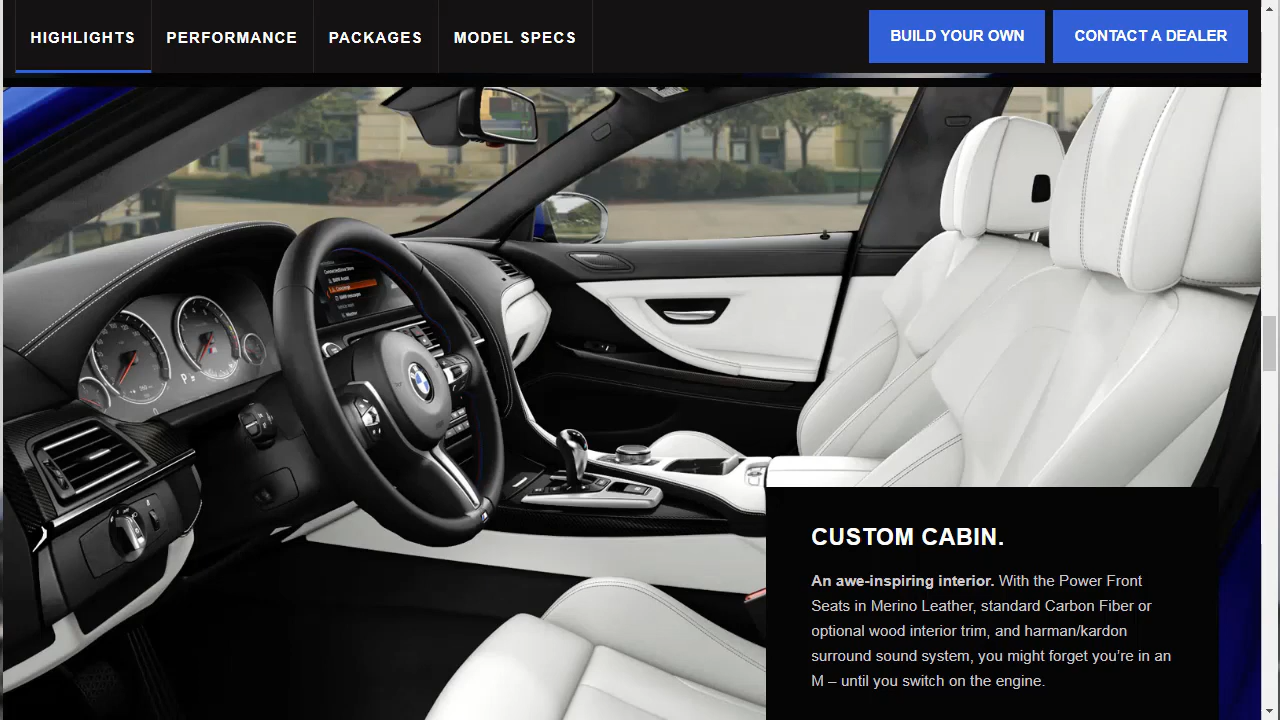 HIGHLIGHTS
PERFORMANCE
PACKAGES
MODEL SPECS
BUILD YOUR OWN
CONTACT A DEALER
CUSTOM CABIN.
An awe-inspiring interior. With the Power Front
Seats in Merino Leather, standard Carbon Fiber or
optional wood interior trim, and harman/kardon
surround sound system, you might forget you’re in an
M – until you switch on the engine.